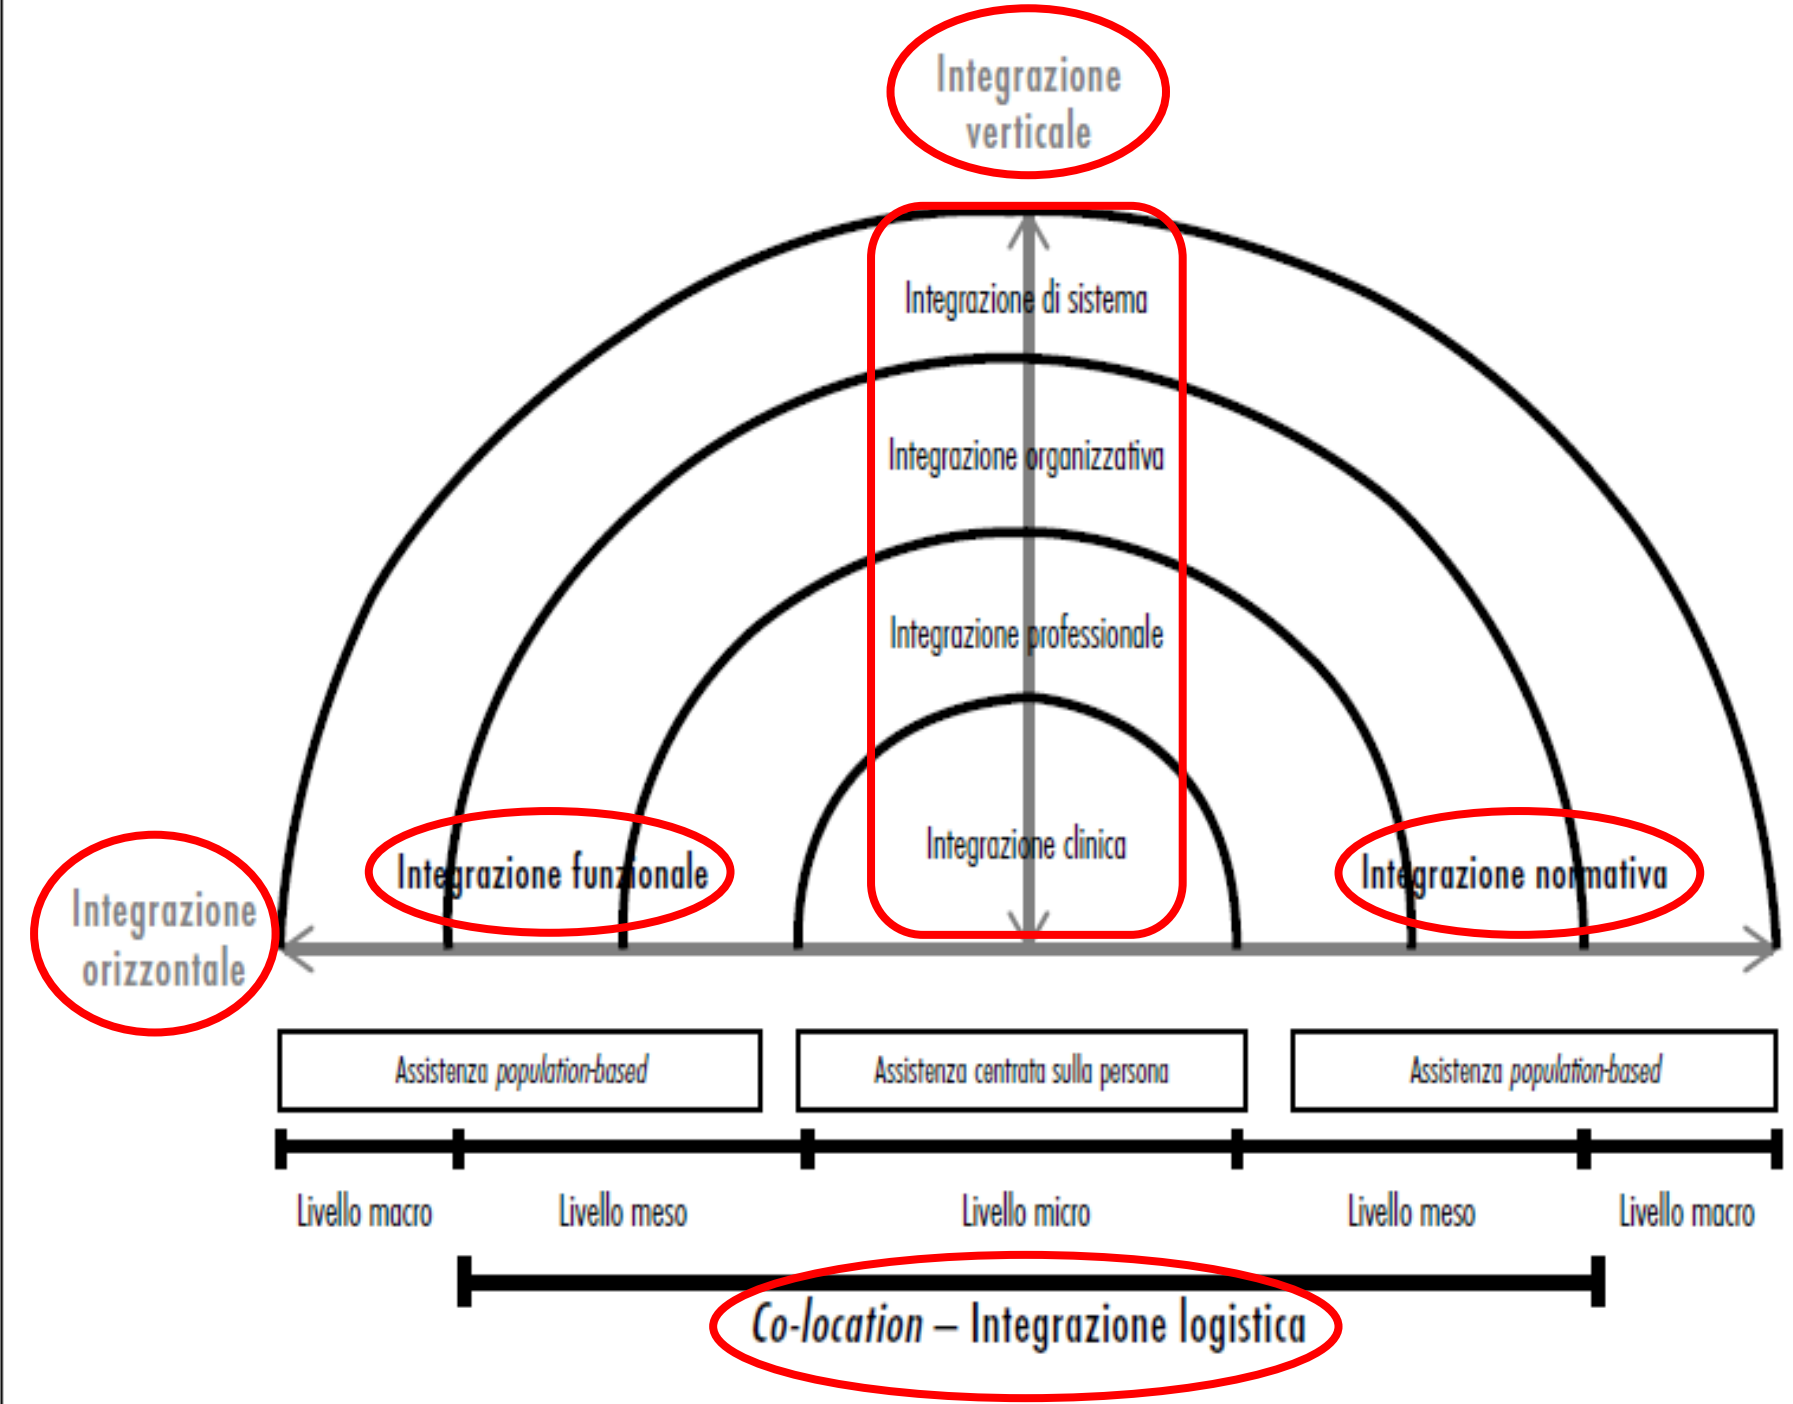 Integrazione
verticale
Integrazione di sistema
Integrazione organizzativa
Integrazione professionale
Integrazione clinica
Integrazione funzionale
Integrazione normativa
Integrazione
orizzontale
Assistenza population-based
Assistenza centrata sulla persona
Assistenza population-based
Livello macro
Livello meso
Livello micro
Livello meso
Livello macro
Co-location – Integrazione logistica